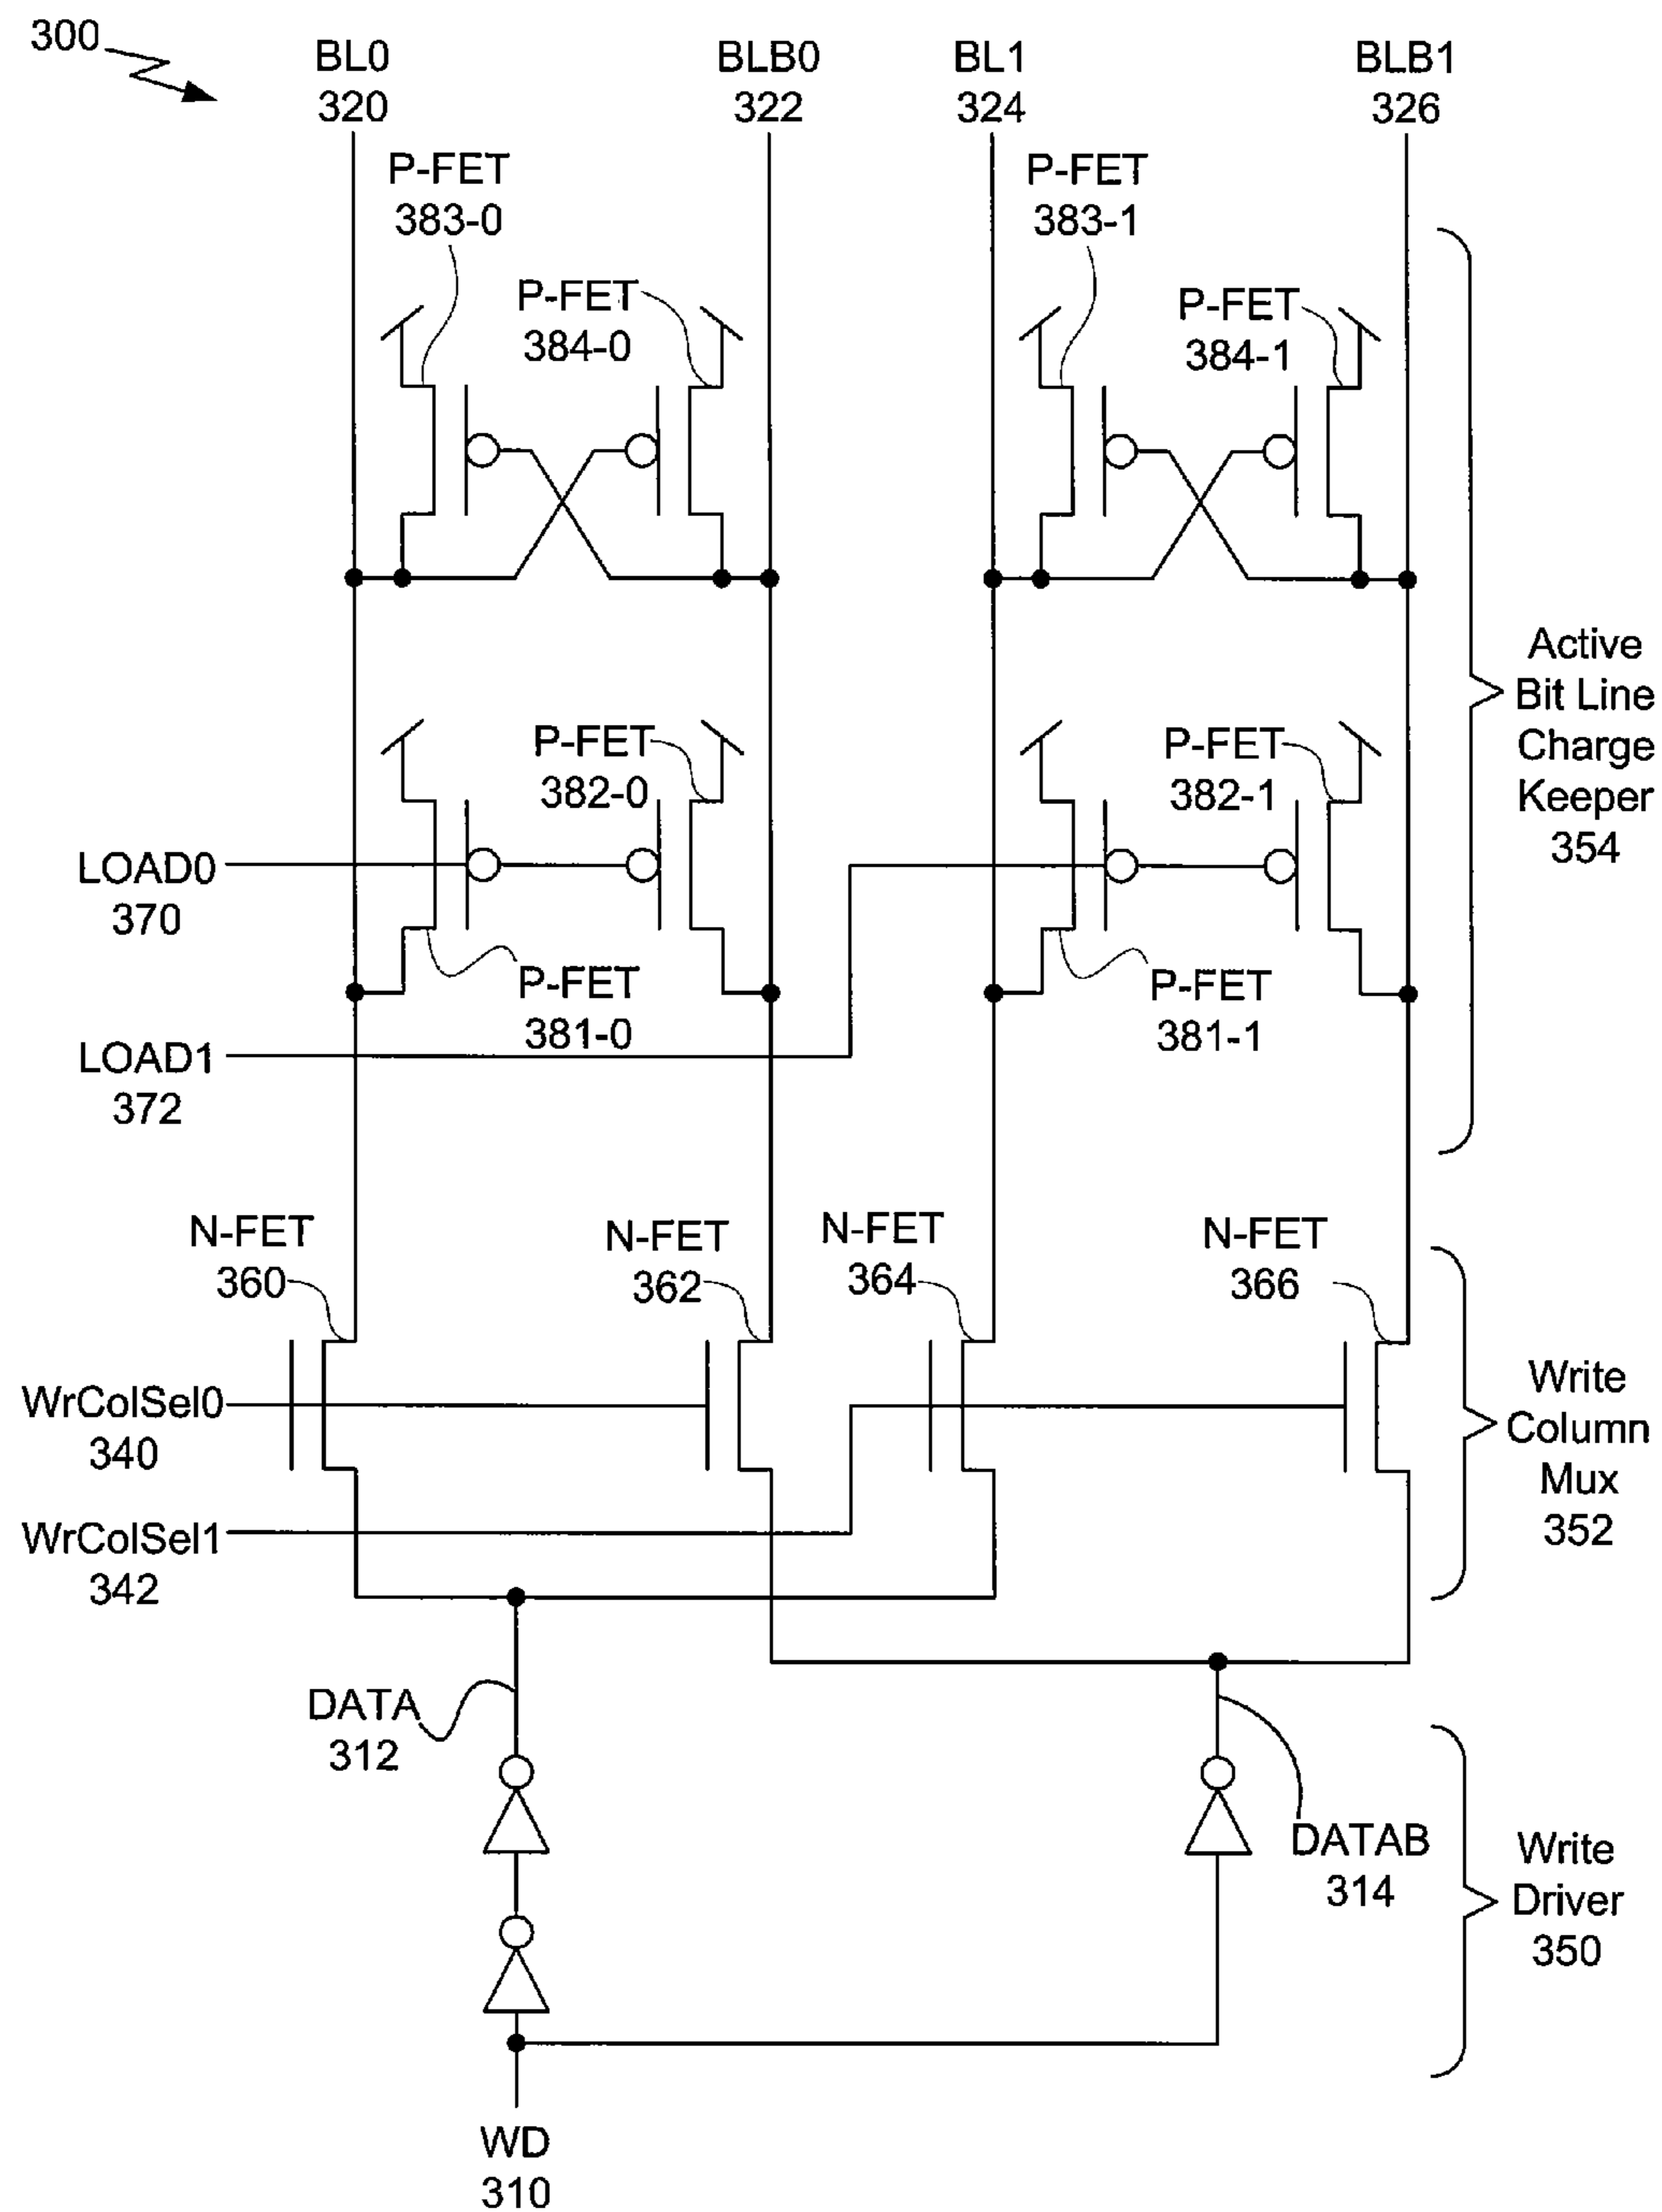 300
BL0
320
BLB0
322
BL1
324
BLB1
326
P-FET
383-0
P-FET
384-0
P-FET
383-1
P-FET
384-1
Active
Bit Line
Charge
Keeper
354
P-FET
382-0
P-FET
382-1
LOAD0
370
P-FET
381-0
P-FET
381-1
LOAD1
372
N-FET
360
N-FET
362
N-FET
364
N-FET
366
WrColSel0
340
WrColSel1
342
Write
Column
Mux
352
DATA
312
DATAB
314
Write
Driver
350
WD
310